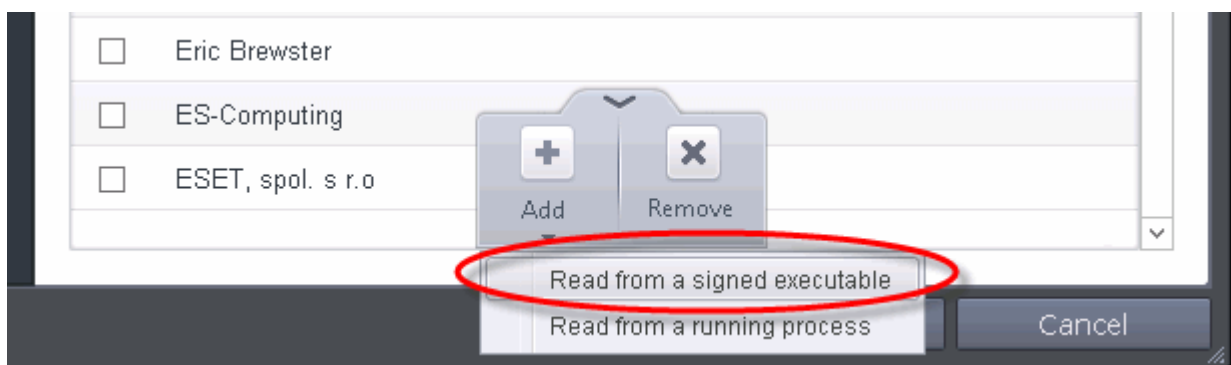 Eric Brewster
ES-Computing
ESET, spol. s r.o
Add
Remove
Read from a signed executable
Read from a running process
Cancel